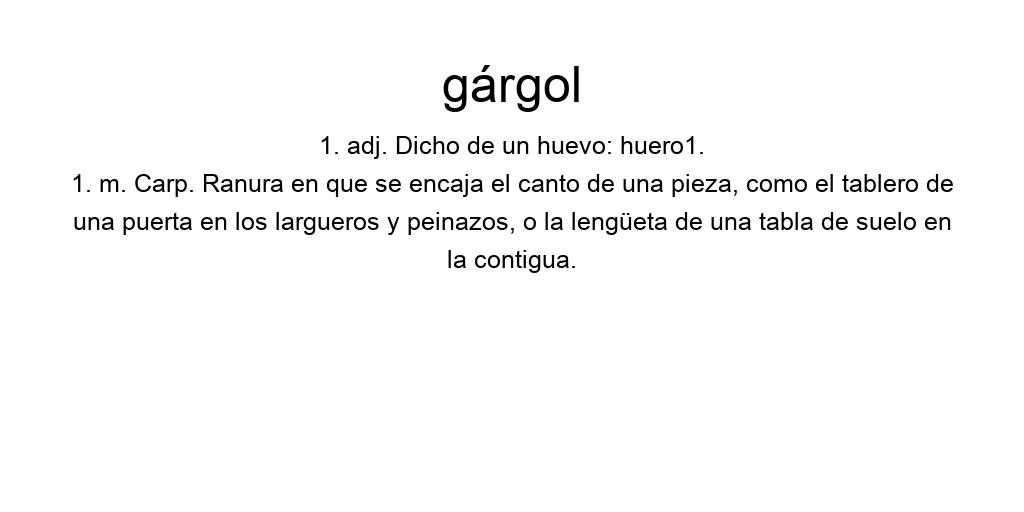 gárgol
1. adj. Dicho de un huevo: huero1.
1. m. Carp. Ranura en que se encaja el canto de una pieza, como el tablero de
una puerta en los largueros y peinazos, o la lengüeta de una tabla de suelo en
la contigua.